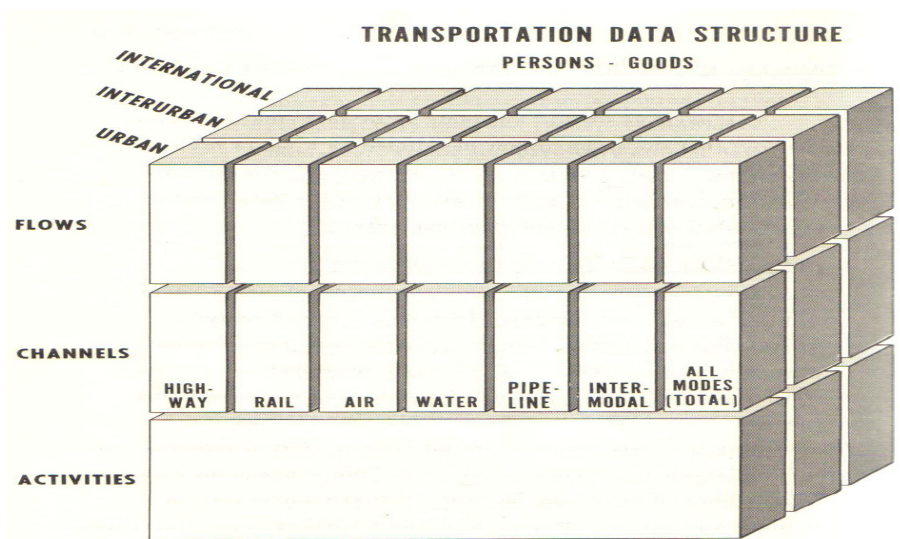 TRANSPORTATION DATA STRUCTURE
PERSONS - GOODS
INTERNATIONAL
INTERURBAN
URBAN
FLOWS
CHANNELS
HIGH-
WAY
RAIL
AIR
WATER
PIPE-
LINE
INTER-
MODAL
ALL
MODES
(TOTAL)
ACTIVITIES